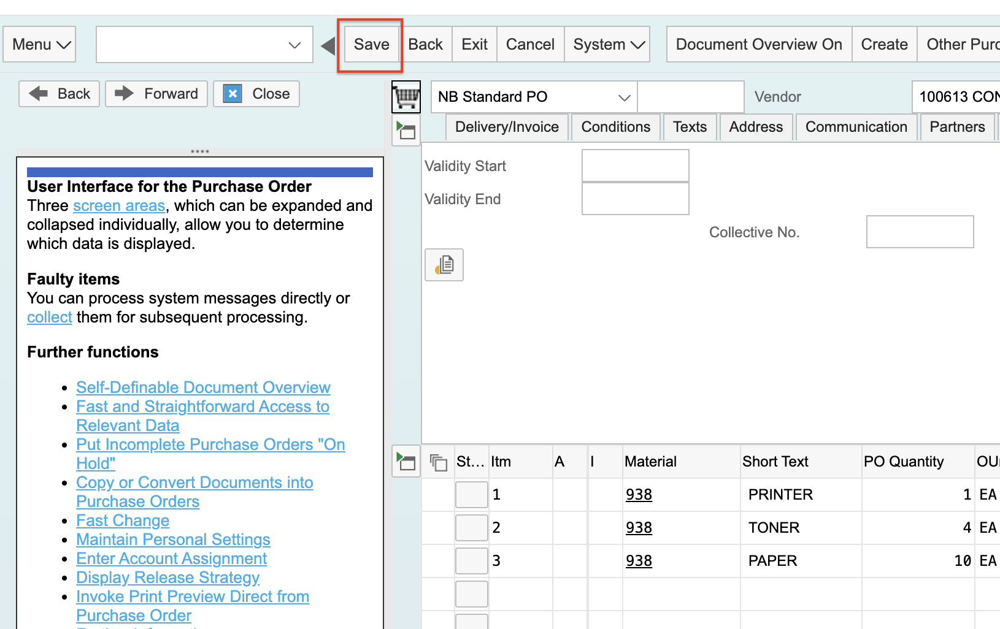 Menu Save Back Exit Cancel System Document Overview On Create Other Purc
Back Forward Close
NB Standard PO Vendor 100613 CON
Delivery/Invoice Conditions Texts Address Communication Partners
Validity Start
Validity End
Collective No.
User Interface for the Purchase Order
Three screen areas, which can be expanded and
collapsed individually, allow you to determine
which data is displayed.
Faulty items
You can process system messages directly or
collect them for subsequent processing.
Further functions
Self-Definable Document Overview
Fast and Straightforward Access to
Relevant Data
Put Incomplete Purchase Orders "On
Hold"
Copy or Convert Documents into
Purchase Orders
Fast Change
Maintain Personal Settings
Enter Account Assignment
Display Release Strategy
Invoke Print Preview Direct from
Purchase Order
St... Itm A I Material Short Text PO Quantity OU
1 938 PRINTER 1 EA
2 938 TONER 4 EA
3 938 PAPER 10 EA